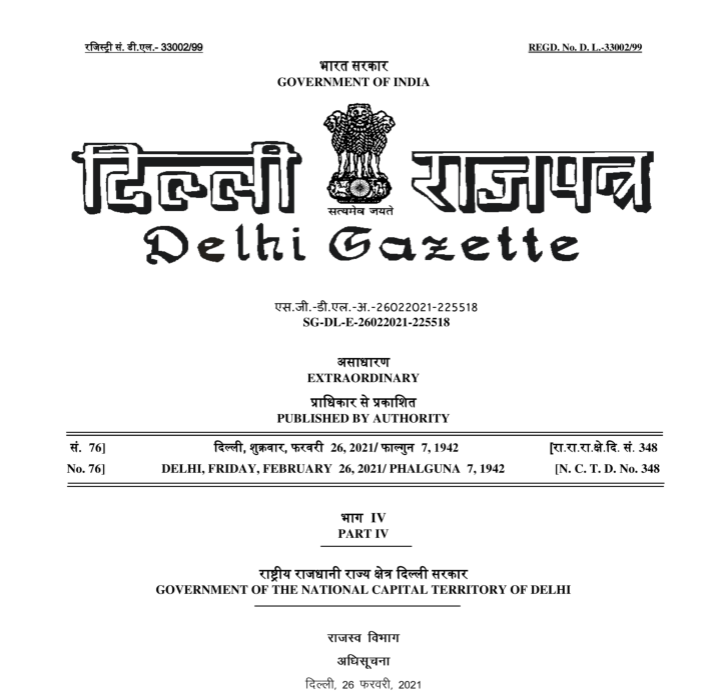 रजिस्ट्री सं. डी.एल.- 33002/99 REGD. No. D. L.-33002/99
भारत सरकार
GOVERNMENT OF INDIA
दिल्ली राजपत्र
सत्यमेव जयते
Delhi Gazette
एस.जी.-डी.एल.-अ.-26022021-225518
SG-DL-E-26022021-225518
असाधारण
EXTRAORDINARY
प्राधिकार से प्रकाशित
PUBLISHED BY AUTHORITY
सं. 76] दिल्ली, शुक्रवार, फरवरी 26, 2021/ फाल्गुन 7, 1942 [रा.रा.रा.क्षे.दि. सं. 348
No. 76] DELHI, FRIDAY, FEBRUARY 26, 2021/ PHALGUNA 7, 1942 [N. C. T. D. No. 348
भाग IV
PART IV
राष्ट्रीय राजधानी राज्य क्षेत्र दिल्ली सरकार
GOVERNMENT OF THE NATIONAL CAPITAL TERRITORY OF DELHI
राजस्व विभाग
अधिसूचना
दिल्ली, 26 फरवरी, 2021